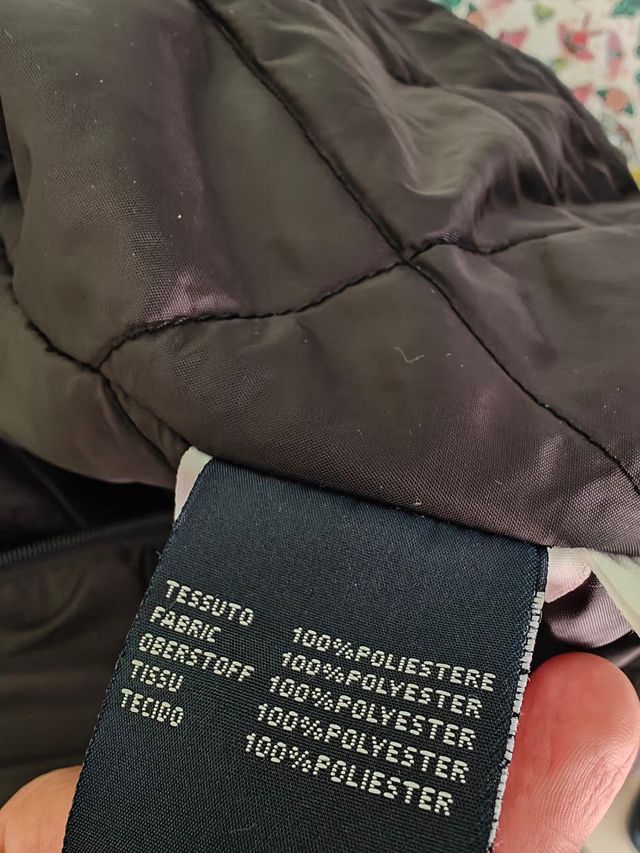 TESSUTO 100%POLIESTERE
FABRIC 100%POLYESTER
OBERSTOFF 100%POLYESTER
TISSU 100%POLYESTER
TECIDO 100%POLIESTER